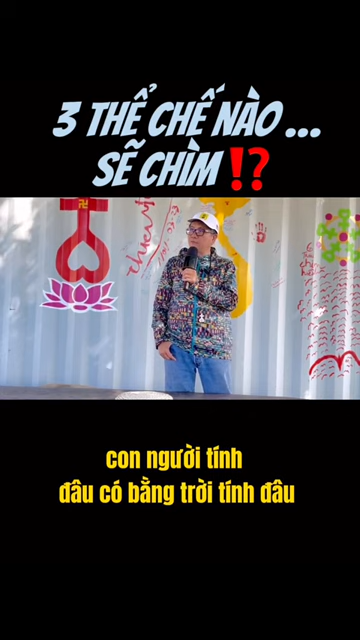 3 THỂ CHẾ NÀO ...
SẼ CHÌM⁉️
con người tính
đâu có bằng trời tính đâu